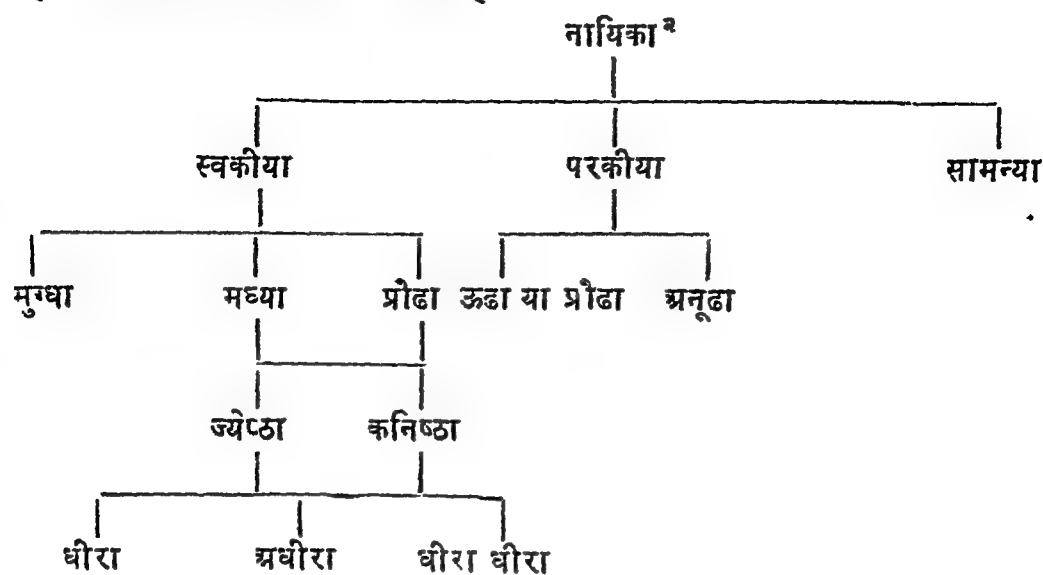 नायिका²
स्वकीया परकीया सामन्या
मुग्धा मध्या प्रोढा ऊढा या प्रोढा अनूढा
ज्येष्ठा कनिष्ठा
धीरा अधीरा धीरा धीरा